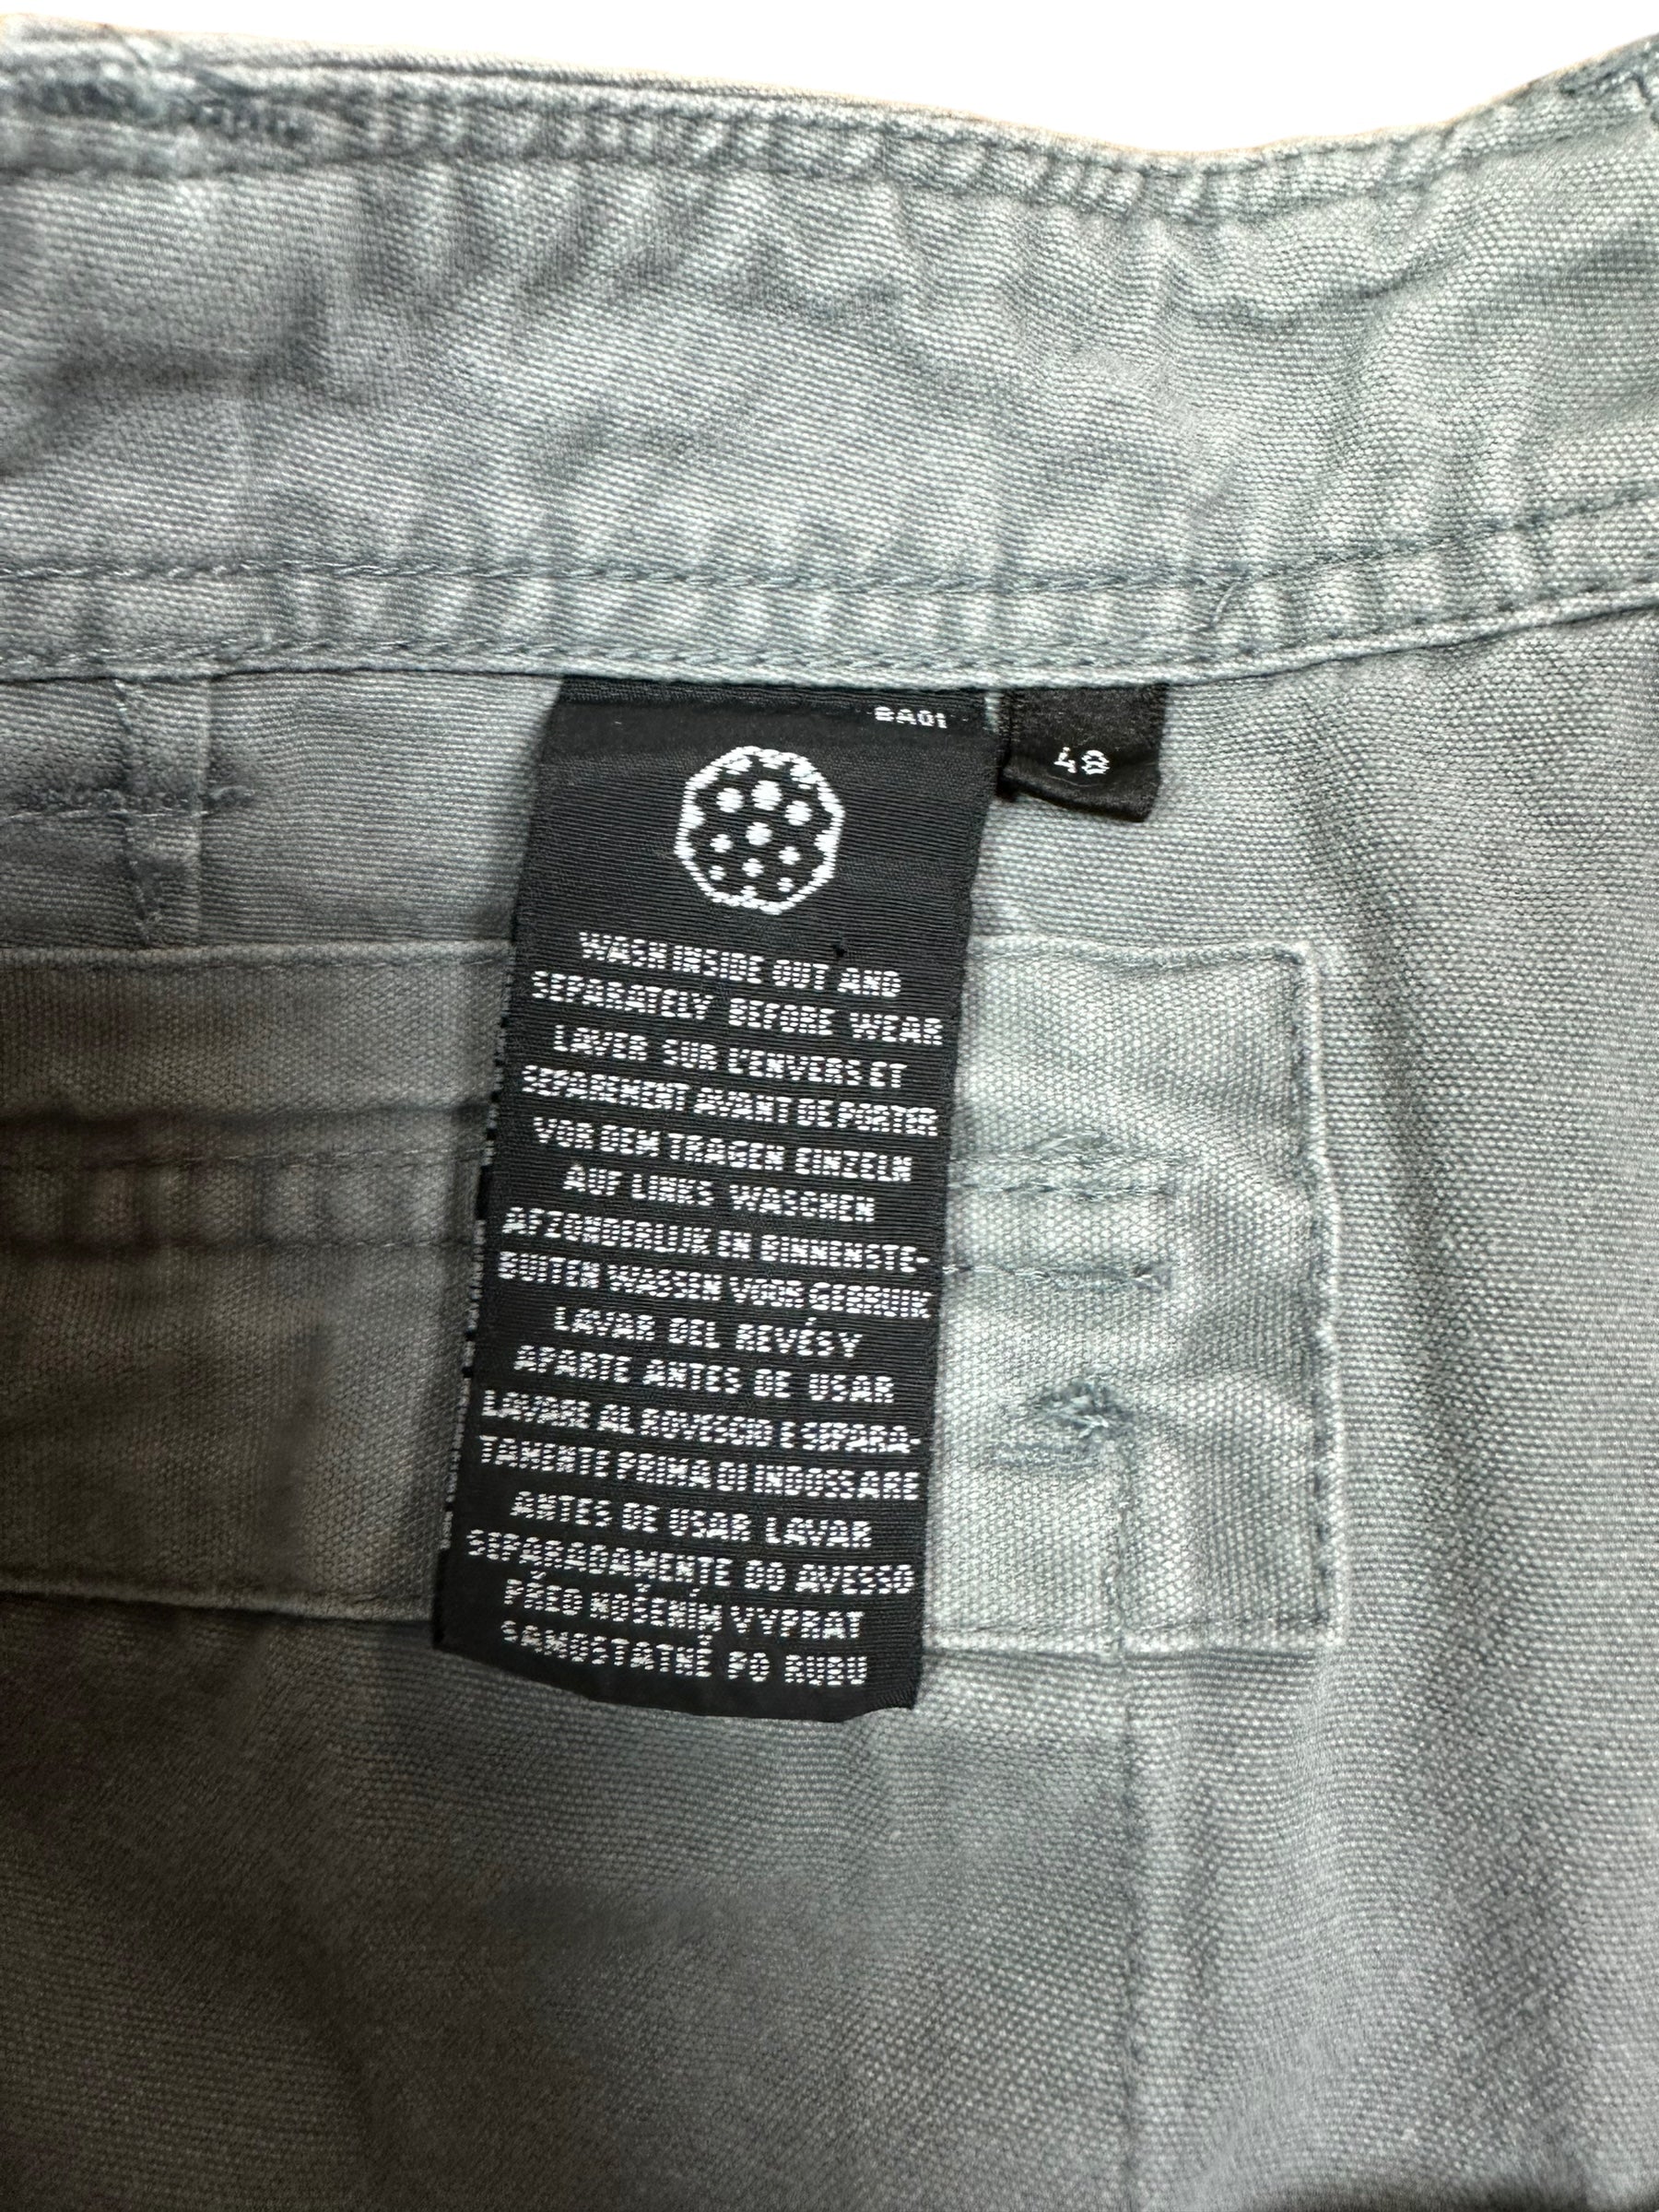 BA01
48
WASH INSIDE OUT AND
SEPARATELY BEFORE WEAR
LAVER SUR L'ENVERS ET
SEPAREMENT AVANT DE PORTER
VOR DEM TRAGEN EINZELN
AUF LINKS WASCHEN
AFZONDERLIJK EN BINNENSTE-
BUITEN WASSEN VOOR GEBRUIK
LAVAR DEL REVÉS Y
APARTE ANTES DE USAR
LAVARE AL ROVESCIO E SEPARA-
TAMENTE PRIMA DI INDOSSARE
ANTES DE USAR LAVAR
SEPARADAMENTE DO AVESSO
PŘED NOŠENÍM VYPRAT
SAMOSTATNĚ PO RUBU